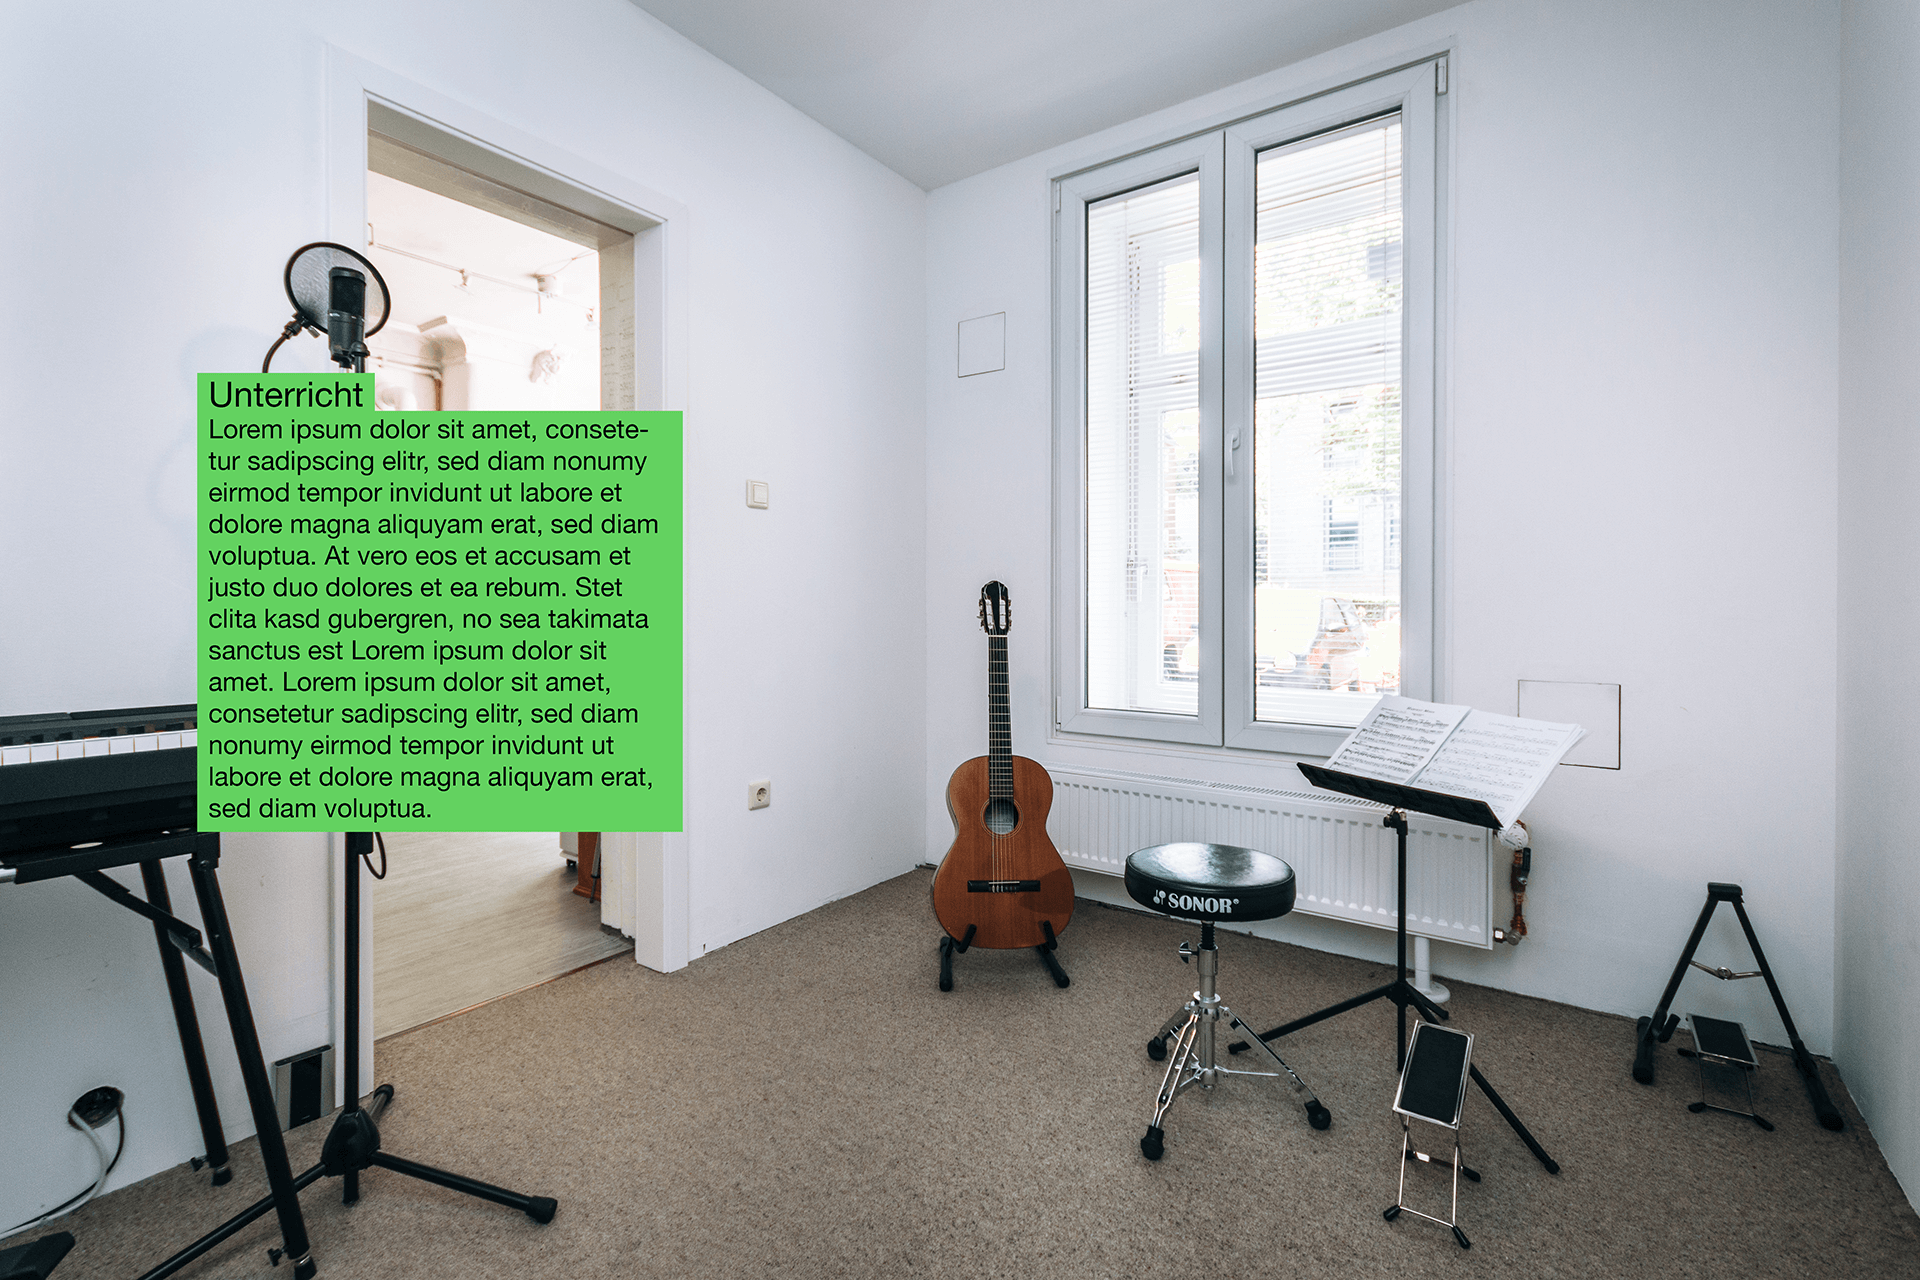 Unterricht
Lorem ipsum dolor sit amet, consete-
tur sadipscing elitr, sed diam nonumy
eirmod tempor invidunt ut labore et
dolore magna aliquyam erat, sed diam
voluptua. At vero eos et accusam et
justo duo dolores et ea rebum. Stet
clita kasd gubergren, no sea takimata
sanctus est Lorem ipsum dolor sit
amet. Lorem ipsum dolor sit amet,
consetetur sadipscing elitr, sed diam
nonumy eirmod tempor invidunt ut
labore et dolore magna aliquyam erat,
sed diam voluptua.
SONOR